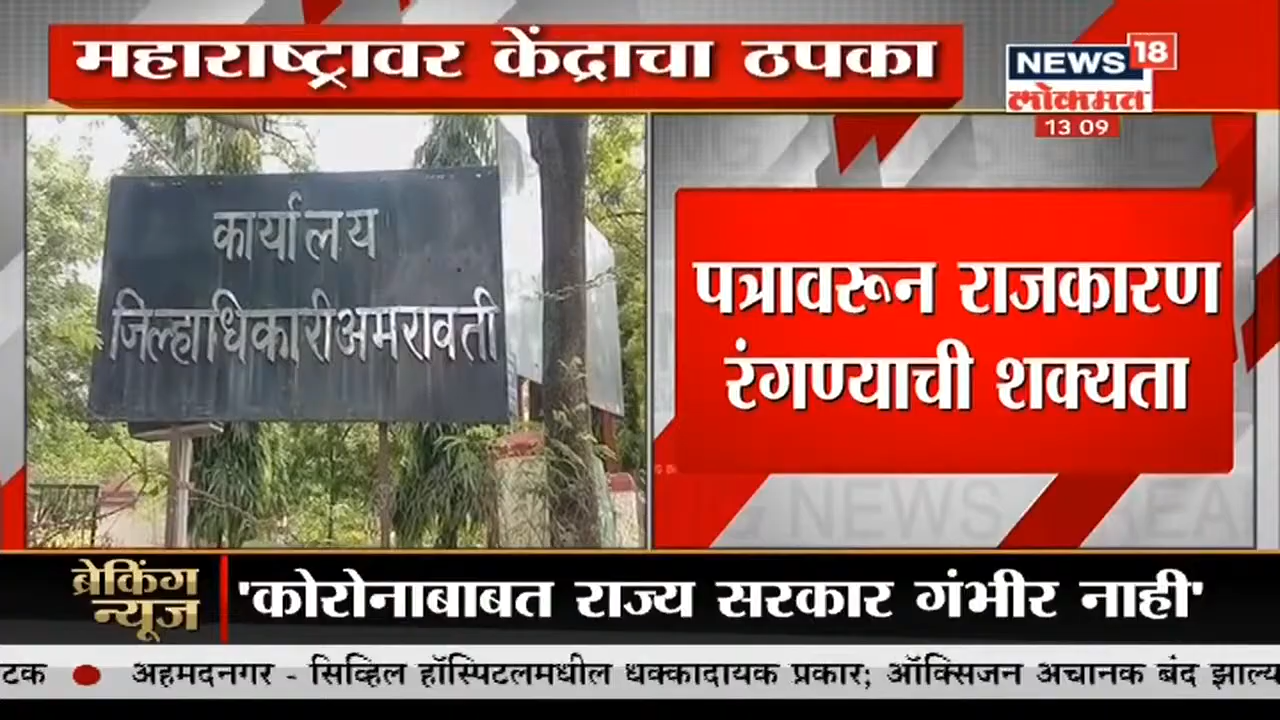 महाराष्ट्रावर केंद्राचा ठपका
NEWS 18
लोकमत
13 09
कार्यालय
जिल्हाधिकारी अमरावती
पत्रावरून राजकारण
रंगण्याची शक्यता
NEWS
ब्रेकिंग
न्यूज
'कोरोनाबाबत राज्य सरकार गंभीर नाही'
टक ● अहमदनगर - सिव्हिल हॉस्पिटलमधील धक्कादायक प्रकार; ऑक्सिजन अचानक बंद झाल्य